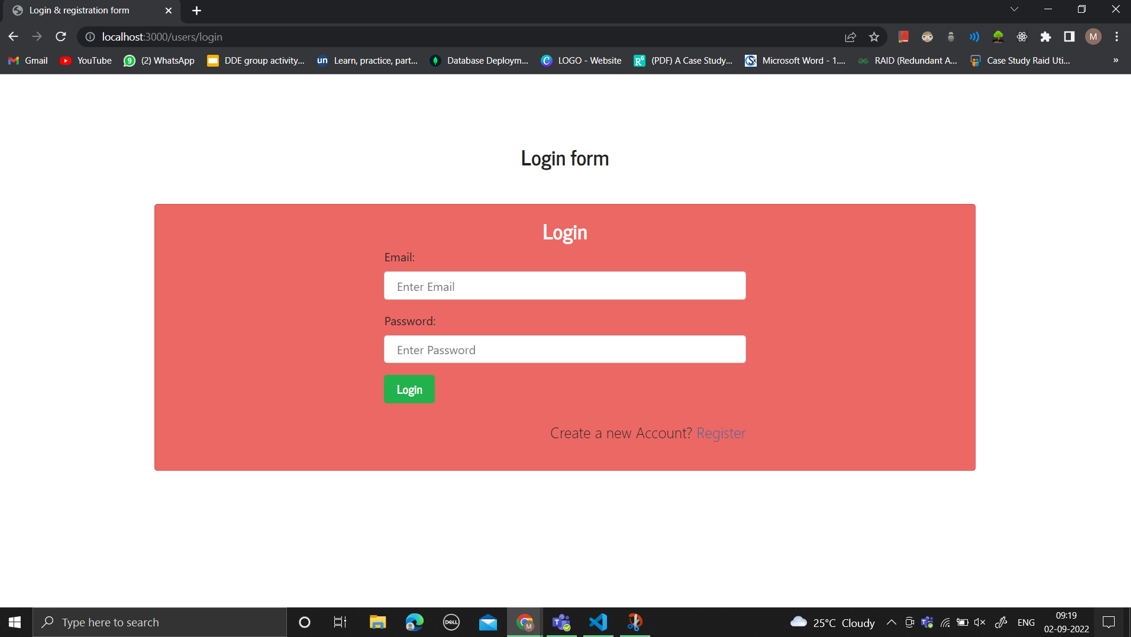 Login & registration form
localhost:3000/users/login
Gmail
YouTube
(2) WhatsApp
DDE group activity...
un Learn, practice, part...
Database Deploym...
LOGO - Website
(PDF) A Case Study...
Microsoft Word - 1....
RAID (Redundant A...
Case Study Raid Uti...
»
Login form
Login
Email:
Enter Email
Password:
Enter Password
Login
Create a new Account? Register
Type here to search
DELL
25°C Cloudy
ENG
09:19
02-09-2022